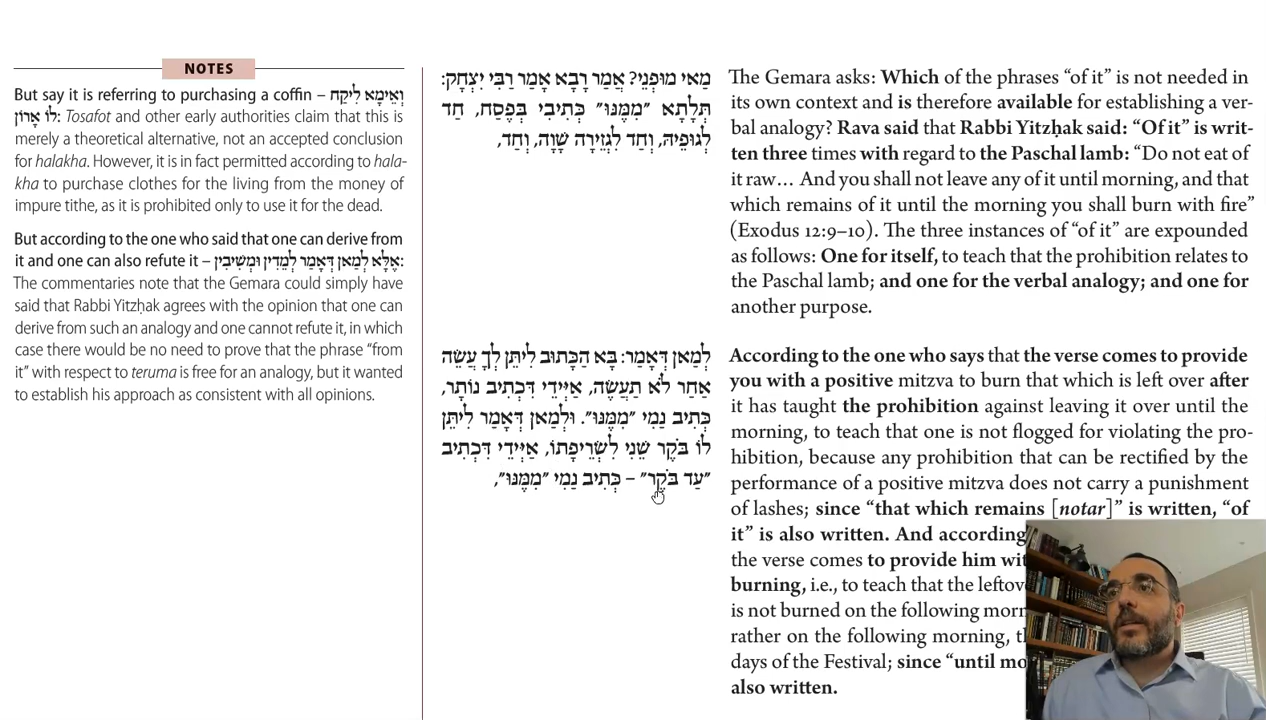 NOTES
But say it is referring to purchasing a coffin – וְאֵימָא לִיקַּח
לוֹ אָרוֹן: Tosafot and other early authorities claim that this is
merely a theoretical alternative, not an accepted conclusion
for halakha. However, it is in fact permitted according to hala-
kha to purchase clothes for the living from the money of
impure tithe, as it is prohibited only to use it for the dead.
But according to the one who said that one can derive from
it and one can also refute it – אֶלָּא לְמַאן דְּאָמַר לְמֵדִין וּמְשִׁיבִין:
The commentaries note that the Gemara could simply have
said that Rabbi Yitzḥak agrees with the opinion that one can
derive from such an analogy and one cannot refute it, in which
case there would be no need to prove that the phrase “from
it” with respect to teruma is free for an analogy, but it wanted
to establish his approach as consistent with all opinions.
מַאי מוּפְנֵי? אֲמַר רָבָא אָמַר רַבִּי יִצְחָק:
תְּלָתָא ״מִמֶּנּוּ״ כְּתִיבִי בְּפֶסַח, חַד
לְגוּפֵיהּ, וְחַד לִגְזֵירָה שָׁוָה, וְחַד,
לְמַאן דְּאָמַר: בָּא הַכָּתוּב לִיתֵּן לְךָ עֲשֵׂה
אַחַר לֹא תַעֲשֶׂה, אַיְּידֵי דִּכְתִיב נוֹתָר,
כְּתִיב נַמִי ״מִמֶּנּוּ״. וּלְמַאן דְּאָמַר לִיתֵּן
לוֹ בֹּקֶר שֵׁנִי לִשְׂרֵיפָתוֹ, אַיְּידֵי דִּכְתִיב
״עַד בֹּקֶר״ – כְּתִיב נַמִי ״מִמֶּנּוּ״,
The Gemara asks: Which of the phrases “of it” is not needed in
its own context and is therefore available for establishing a ver-
bal analogy? Rava said that Rabbi Yitzḥak said: “Of it” is writ-
ten three times with regard to the Paschal lamb: “Do not eat of
it raw… And you shall not leave any of it until morning, and that
which remains of it until the morning you shall burn with fire”
(Exodus 12:9–10). The three instances of “of it” are expounded
as follows: One for itself, to teach that the prohibition relates to
the Paschal lamb; and one for the verbal analogy; and one for
another purpose.
According to the one who says that the verse comes to provide
you with a positive mitzva to burn that which is left over after
it has taught the prohibition against leaving it over until the
morning, to teach that one is not flogged for violating the pro-
hibition, because any prohibition that can be rectified by the
performance of a positive mitzva does not carry a punishment
of lashes; since “that which remains [notar]” is written, “of
it” is also written. And according
the verse comes to provide him
burning, i.e., to teach that the
is not burned on the following
rather on the following morning,
days of the Festival; since “until
also written.